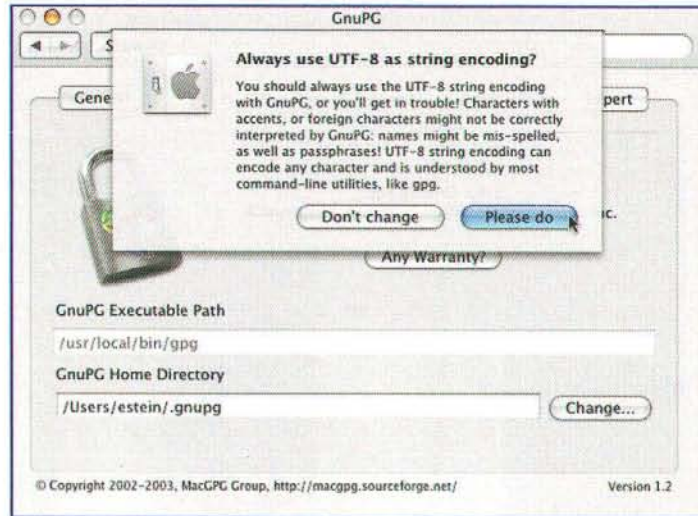 GnuPG
Always use UTF-8 as string encoding?
You should always use the UTF-8 string encoding
with GnuPG, or you'll get in trouble! Characters with
accents, or foreign characters might not be correctly
interpreted by GnuPG: names might be mis-spelled,
as well as passphrases! UTF-8 string encoding can
encode any character and is understood by most
command-line utilities, like gpg.
Don't change Please do
Any Warranty?
GnuPG Executable Path
/usr/local/bin/gpg
GnuPG Home Directory
/Users/estein/.gnupg Change...
© Copyright 2002-2003, MacGPG Group, http://macgpg.sourceforge.net/ Version 1.2